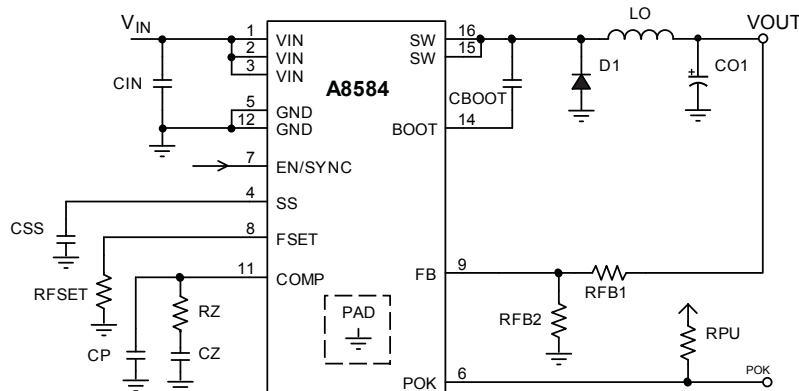 VIN
CIN
CSS
RFSET
CP
RZ
CZ
1 VIN
2 VIN
3 VIN
5 GND
12 GND
7 EN/SYNC
4 SS
8 FSET
11 COMP
A8584
PAD
SW 16
SW 15
BOOT 14
FB 9
POK 6
CBOOT
D1
LO
CO1
+
VOUT
RFB1
RFB2
RPU
POK